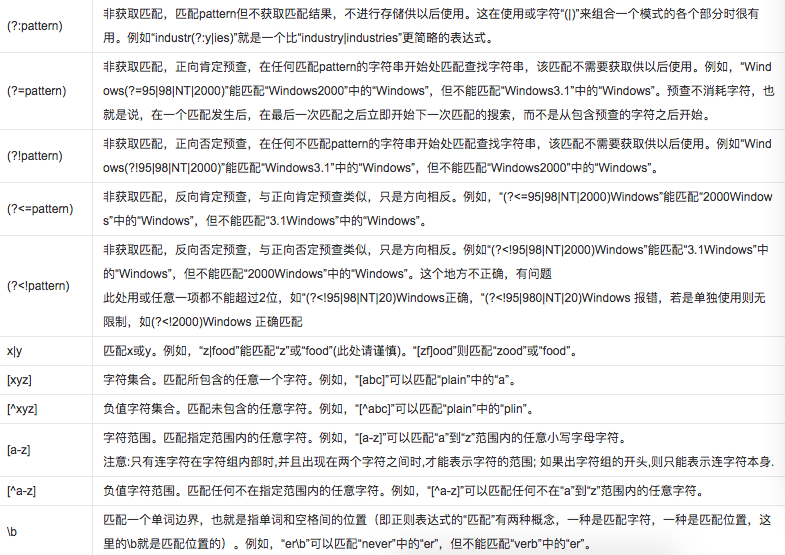 (?:pattern)
非获取匹配，匹配pattern但不获取匹配结果，不进行存储供以后使用。这在使用或字符“(|)”来组合一个模式的各个部分时很有
用。例如“industr(?:y|ies)”就是一个比“industry|industries”更简略的表达式。
(?=pattern)
非获取匹配，正向肯定预查，在任何匹配pattern的字符串开始处匹配查找字符串，该匹配不需要获取供以后使用。例如，“Wind
ows(?=95|98|NT|2000)”能匹配“Windows2000”中的“Windows”，但不能匹配“Windows3.1”中的“Windows”。预查不消耗字符，也
就是说，在一个匹配发生后，在最后一次匹配之后立即开始下一次匹配的搜索，而不是从包含预查的字符之后开始。
(?!pattern)
非获取匹配，正向否定预查，在任何不匹配pattern的字符串开始处匹配查找字符串，该匹配不需要获取供以后使用。例如“Wind
ows(?!95|98|NT|2000)”能匹配“Windows3.1”中的“Windows”，但不能匹配“Windows2000”中的“Windows”。
(?<=pattern)
非获取匹配，反向肯定预查，与正向肯定预查类似，只是方向相反。例如，“(?<=95|98|NT|2000)Windows”能匹配“2000Window
s”中的“Windows”，但不能匹配“3.1Windows”中的“Windows”。
(?<!pattern)
非获取匹配，反向否定预查，与正向否定预查类似，只是方向相反。例如“(?<!95|98|NT|2000)Windows”能匹配“3.1Windows”中
的“Windows”，但不能匹配“2000Windows”中的“Windows”。这个地方不正确，有问题
此处用或任意一项都不能超过2位，如“(?<!95|98|NT|20)Windows正确，“(?<!95|980|NT|20)Windows 报错，若是单独使用则无
限制，如(?<!2000)Windows 正确匹配
x|y
匹配x或y。例如，“z|food”能匹配“z”或“food”(此处请谨慎)。“[zf]ood”则匹配“zood”或“food”。
[xyz]
字符集合。匹配所包含的任意一个字符。例如，“[abc]”可以匹配“plain”中的“a”。
[^xyz]
负值字符集合。匹配未包含的任意字符。例如，“[^abc]”可以匹配“plain”中的“plin”。
[a-z]
字符范围。匹配指定范围内的任意字符。例如，“[a-z]”可以匹配“a”到“z”范围内的任意小写字母字符。
注意:只有连字符在字符组内部时,并且出现在两个字符之间时,才能表示字符的范围; 如果出字符组的开头,则只能表示连字符本身.
[^a-z]
负值字符范围。匹配任何不在指定范围内的任意字符。例如，“[^a-z]”可以匹配任何不在“a”到“z”范围内的任意字符。
\b
匹配一个单词边界，也就是指单词和空格间的位置（即正则表达式的“匹配”有两种概念，一种是匹配字符，一种是匹配位置，这
里的\b就是匹配位置的）。例如，“er\b”可以匹配“never”中的“er”，但不能匹配“verb”中的“er”。